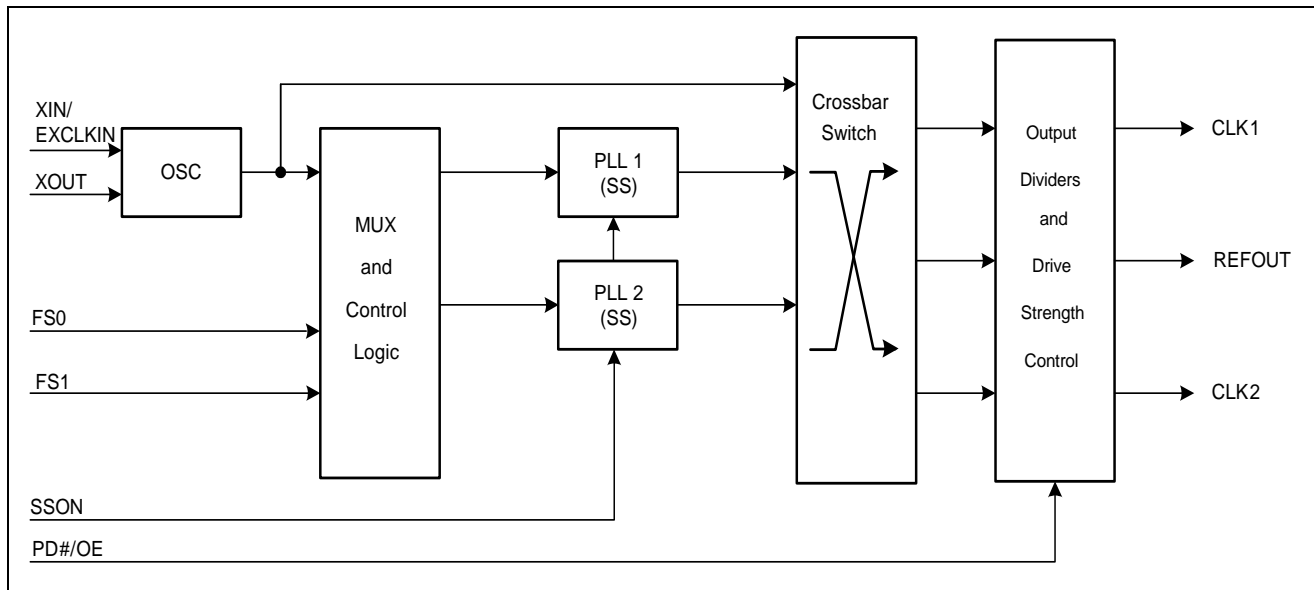 XIN/
EXCLKIN
XOUT
FS0
FS1
SSON
PD#/OE
OSC
MUX
and
Control
Logic
PLL 1
(SS)
PLL 2
(SS)
Crossbar
Switch
Output
Dividers
and
Drive
Strength
Control
CLK1
REFOUT
CLK2